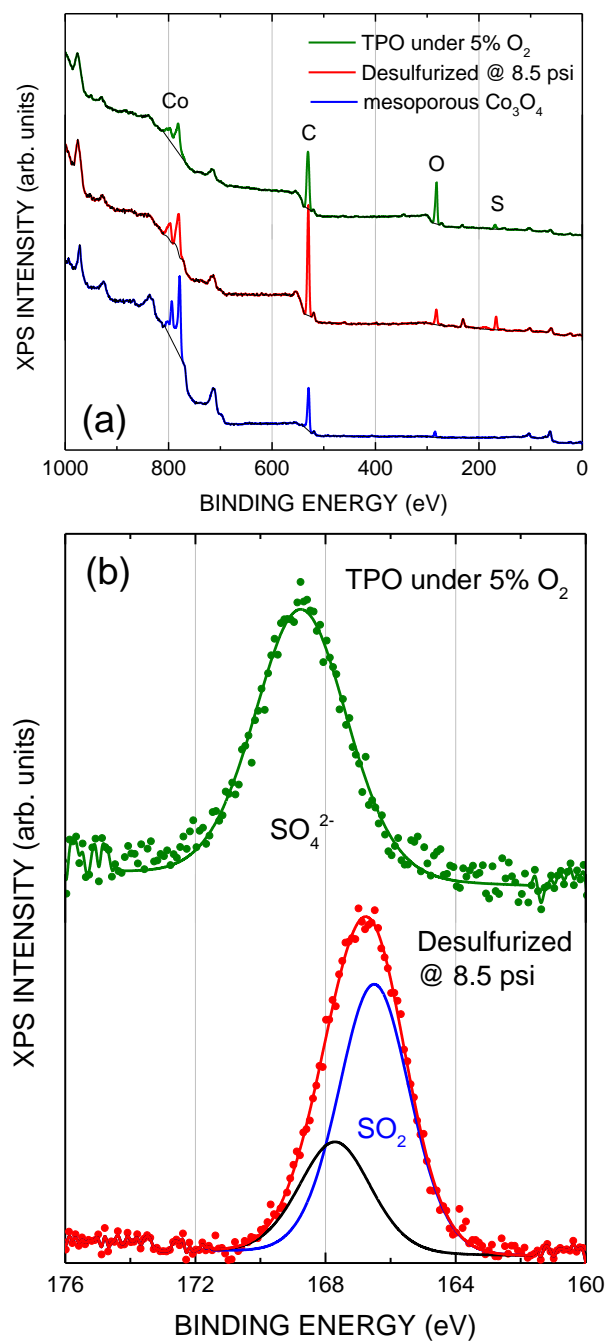 TPO under 5% O₂
Desulfurized @ 8.5 psi
mesoporous Co₃O₄
Co
C
O
S
XPS INTENSITY (arb. units)
(a)
1000 800 600 400 200 0
BINDING ENERGY (eV)
(b)
TPO under 5% O₂
SO₄²⁻
XPS INTENSITY (arb. units)
Desulfurized
@ 8.5 psi
SO₂
176 172 168 164 160
BINDING ENERGY (eV)